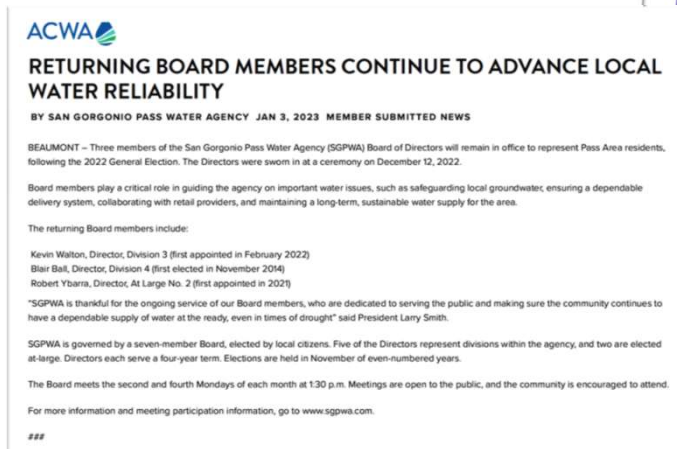 ACWA
RETURNING BOARD MEMBERS CONTINUE TO ADVANCE LOCAL
WATER RELIABILITY
BY SAN GORGONIO PASS WATER AGENCY JAN 3, 2023 MEMBER SUBMITTED NEWS
BEAUMONT – Three members of the San Gorgonio Pass Water Agency (SGPWA) Board of Directors will remain in office to represent Pass Area residents,
following the 2022 General Election. The Directors were sworn in at a ceremony on December 12, 2022.
Board members play a critical role in guiding the agency on important water issues, such as safeguarding local groundwater, ensuring a dependable
delivery system, collaborating with retail providers, and maintaining a long-term, sustainable water supply for the area.
The returning Board members include:
Kevin Walton, Director, Division 3 (first appointed in February 2022)
Blair Ball, Director, Division 4 (first elected in November 2014)
Robert Ybarra, Director, At Large No. 2 (first appointed in 2021)
"SGPWA is thankful for the ongoing service of our Board members, who are dedicated to serving the public and making sure the community continues to
have a dependable supply of water at the ready, even in times of drought" said President Larry Smith.
SGPWA is governed by a seven-member Board, elected by local citizens. Five of the Directors represent divisions within the agency, and two are elected
at-large. Directors each serve a four-year term. Elections are held in November of even-numbered years.
The Board meets the second and fourth Mondays of each month at 1:30 p.m. Meetings are open to the public, and the community is encouraged to attend.
For more information and meeting participation information, go to www.sgpwa.com.
###